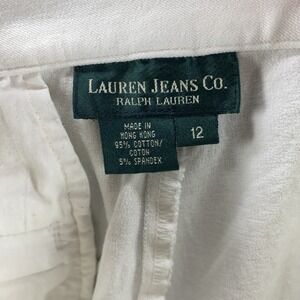 LAUREN JEANS CO.
RALPH LAUREN
MADE IN
HONG KONG
95% COTTON/
COTON
5% SPANDEX
12